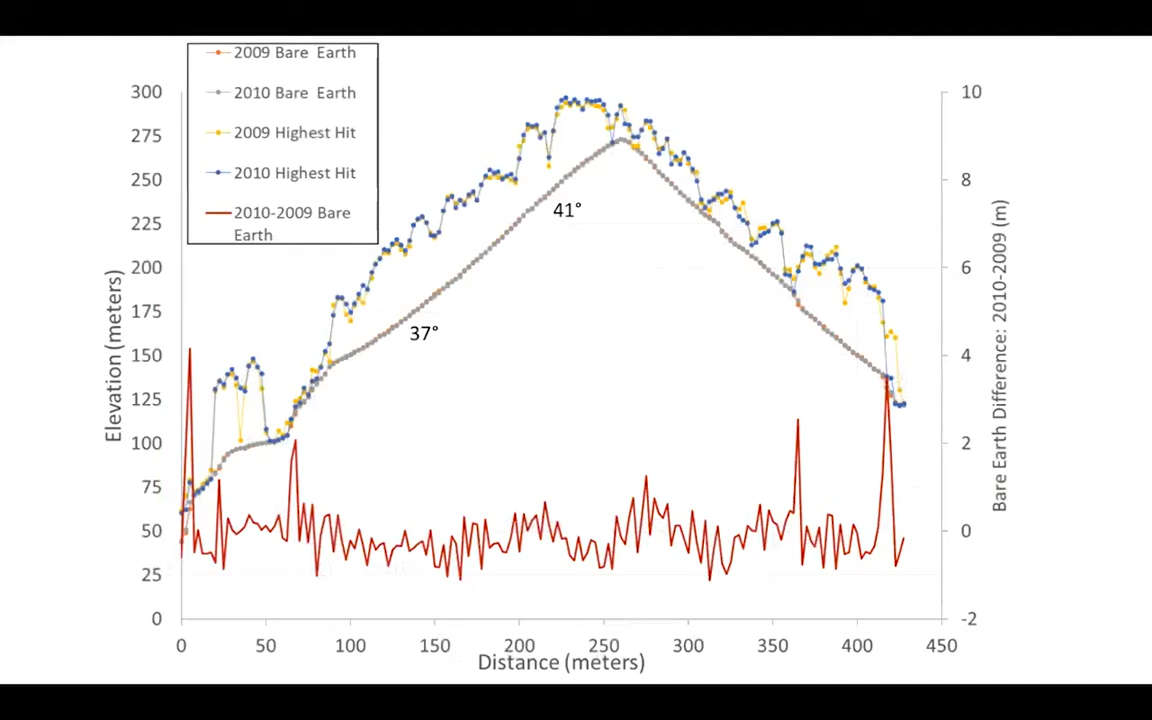 2009 Bare Earth
2010 Bare Earth
2009 Highest Hit
2010 Highest Hit
2010-2009 Bare
Earth
300
275
250
225
200
175
150
125
100
75
50
25
0
Elevation (meters)
41°
37°
10
8
6
4
2
0
-2
Bare Earth Difference: 2010-2009 (m)
0 50 100 150 200 250 300 350 400 450
Distance (meters)